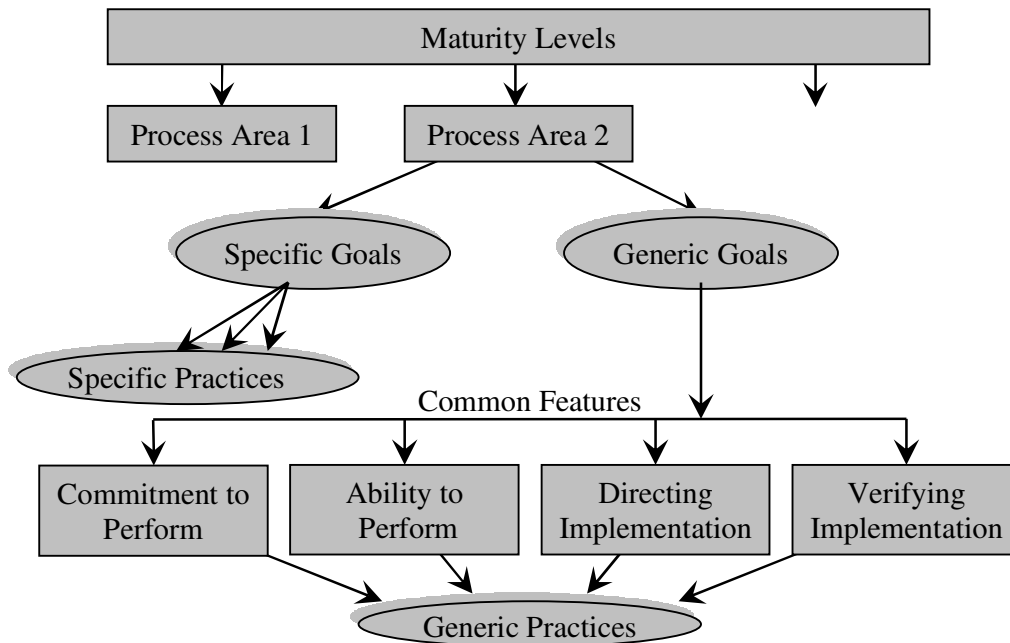 Maturity Levels
Process Area 1
Process Area 2
Specific Goals
Generic Goals
Specific Practices
Common Features
Commitment to
Perform
Ability to
Perform
Directing
Implementation
Verifying
Implementation
Generic Practices